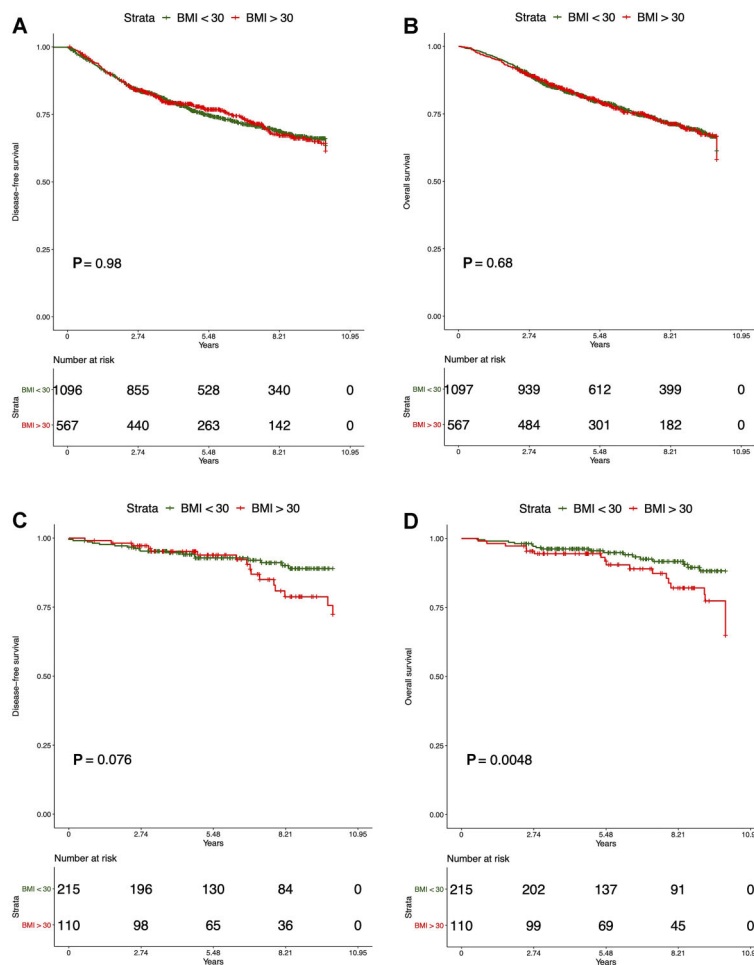 A
Strata BMI < 30 BMI > 30
Disease-free survival
1.00
0.75
0.50
0.25
0.00
P = 0.98
0 2.74 5.48 8.21 10.95
Years
Number at risk
Strata
BMI < 30 1096 855 528 340 0
BMI > 30 567 440 263 142 0
0 2.74 5.48 8.21 10.95
Years
B
Strata BMI < 30 BMI > 30
Overall survival
1.00
0.75
0.50
0.25
0.00
P = 0.68
0 2.74 5.48 8.21 10.95
Years
Number at risk
Strata
BMI < 30 1097 939 612 399 0
BMI > 30 567 484 301 182 0
0 2.74 5.48 8.21 10.95
Years
C
Strata BMI < 30 BMI > 30
Disease-free survival
1.00
0.75
0.50
0.25
0.00
P = 0.076
0 2.74 5.48 8.21 10.95
Years
Number at risk
Strata
BMI < 30 215 196 130 84 0
BMI > 30 110 98 65 36 0
0 2.74 5.48 8.21 10.95
Years
D
Strata BMI < 30 BMI > 30
Overall survival
1.00
0.75
0.50
0.25
0.00
P = 0.0048
0 2.74 5.48 8.21 10.95
Years
Number at risk
Strata
BMI < 30 215 202 137 91 0
BMI > 30 110 99 69 45 0
0 2.74 5.48 8.21 10.95
Years